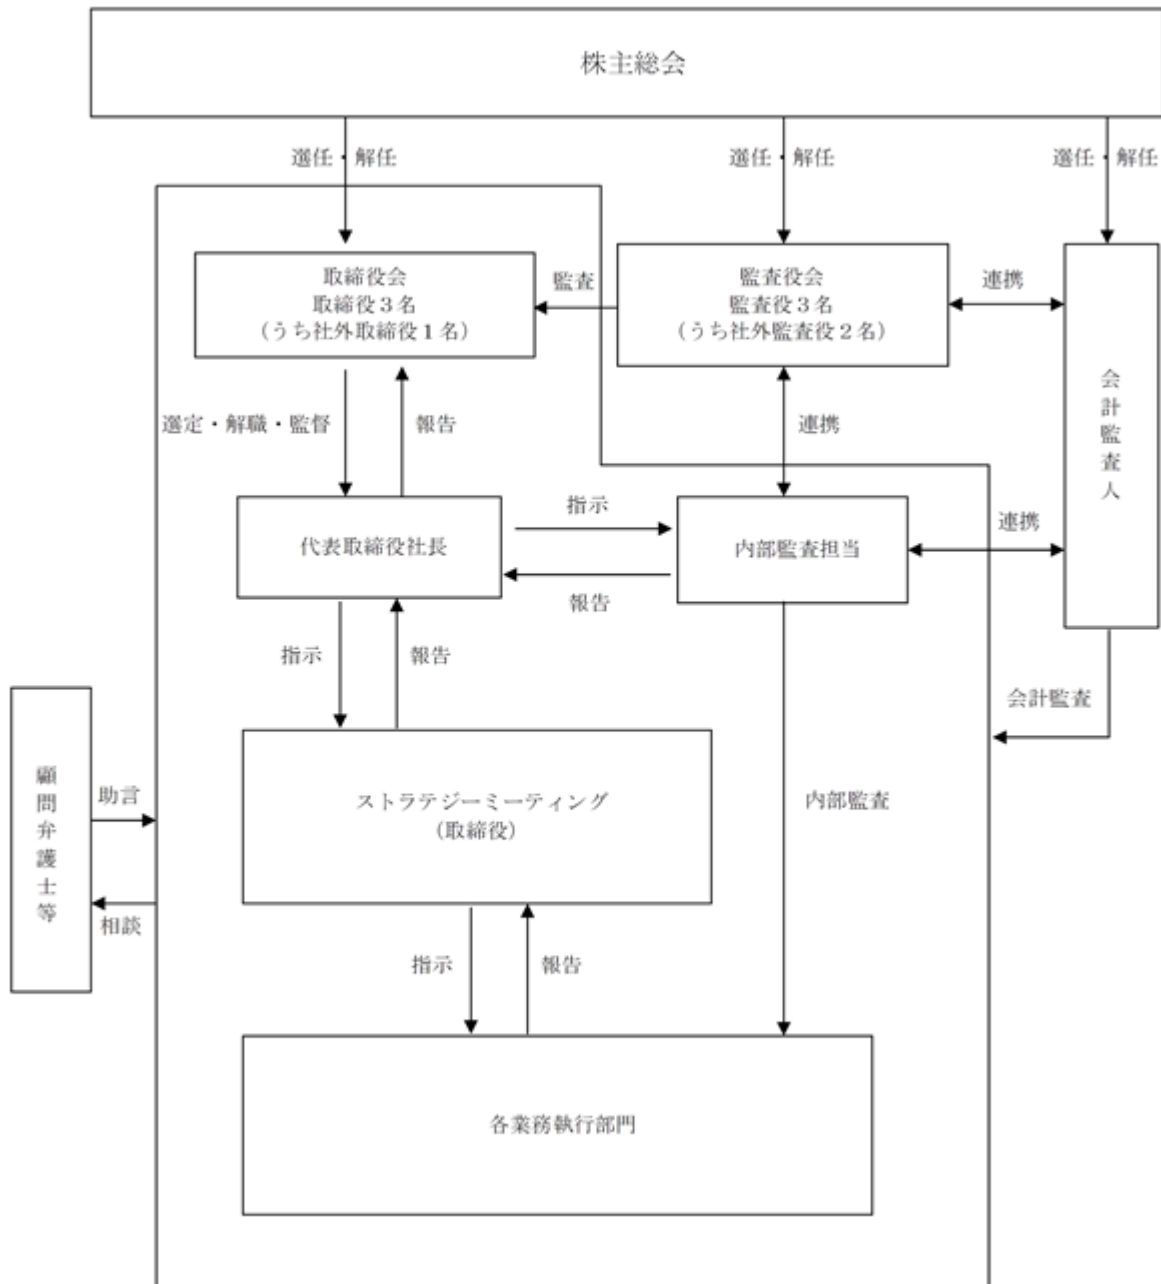 株主総会
選任・解任
選任・解任
選任・解任
取締役会
取締役3名
(うち社外取締役1名)
監査
監査役会
監査役3名
(うち社外監査役2名)
連携
会計監査人
選定・解職・監督
報告
連携
代表取締役社長
指示
報告
内部監査担当
連携
指示
報告
会計監査
顧問弁護士等
助言
相談
ストラテジーミーティング
(取締役)
内部監査
指示
報告
各業務執行部門